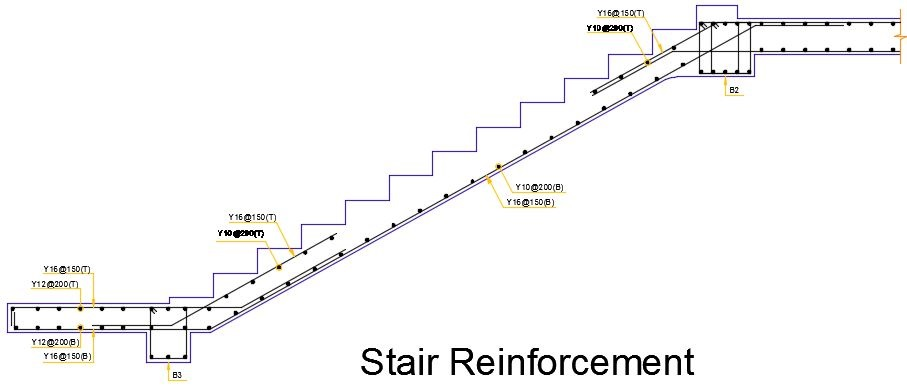 Y16@150(T)
Y10@200(T)
B2
Y10@200(B)
Y16@150(B)
Y16@150(T)
Y10@200(T)
Y16@150(T)
Y12@200(T)
Y12@200(B)
Y16@150(B)
B3
Stair Reinforcement